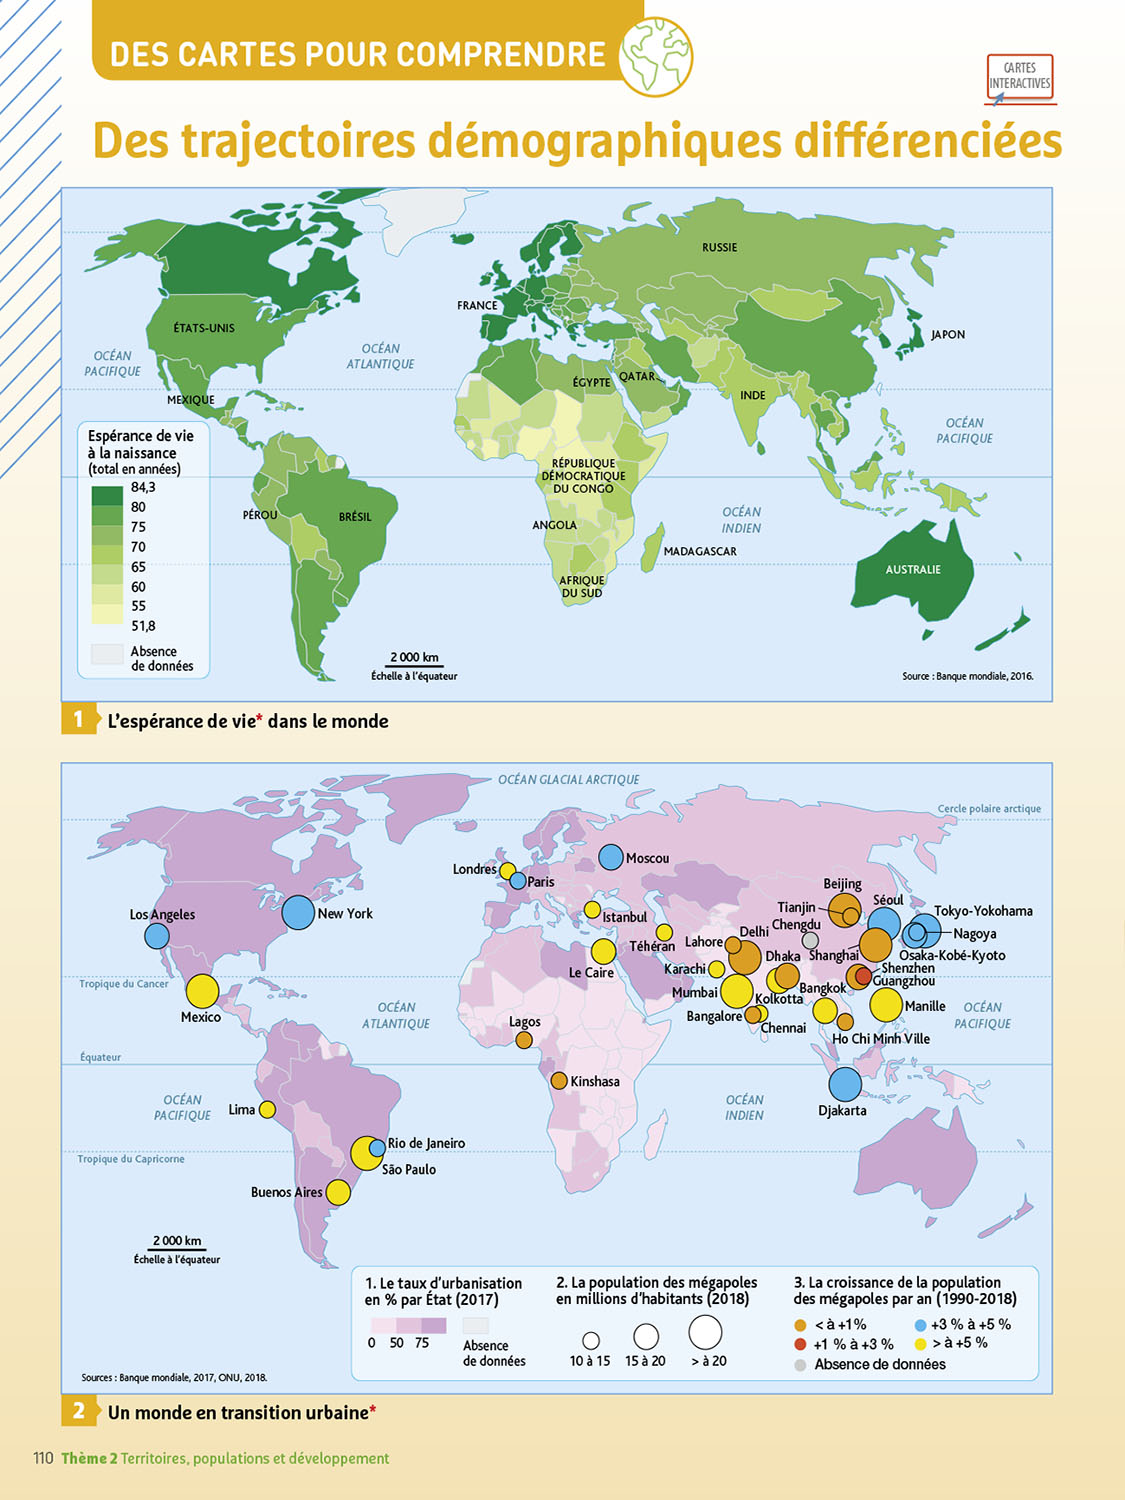 DES CARTES POUR COMPRENDRE
CARTES
INTERACTIVES
Des trajectoires démographiques différenciées
RUSSIE
FRANCE
ÉTATS-UNIS
JAPON
OCÉAN
PACIFIQUE
OCÉAN
ATLANTIQUE
ÉGYPTE
QATAR
INDE
MEXIQUE
OCÉAN
PACIFIQUE
RÉPUBLIQUE
DÉMOCRATIQUE
DU CONGO
PÉROU
BRÉSIL
ANGOLA
OCÉAN
INDIEN
MADAGASCAR
AUSTRALIE
AFRIQUE
DU SUD
Espérance de vie
à la naissance
(total en années)
84,3
80
75
70
65
60
55
51,8
Absence
de données
2 000 km
Échelle à l'équateur
Source : Banque mondiale, 2016.
1 L'espérance de vie* dans le monde
OCÉAN GLACIAL ARCTIQUE
Cercle polaire arctique
Londres
Paris
Moscou
Istanbul
Téhéran
Le Caire
Los Angeles
New York
Beijing
Tianjin
Séoul
Chengdu
Tokyo-Yokohama
Nagoya
Osaka-Kobé-Kyoto
Shanghai
Shenzhen
Guangzhou
Lahore
Delhi
Dhaka
Karachi
Mumbai
Kolkotta
Bangkok
Manille
Bangalore
Chennai
Ho Chi Minh Ville
Djakarta
Tropique du Cancer
Mexico
OCÉAN
ATLANTIQUE
OCÉAN
PACIFIQUE
Lagos
Kinshasa
Équateur
OCÉAN
PACIFIQUE
OCÉAN
INDIEN
Lima
Rio de Janeiro
São Paulo
Buenos Aires
Tropique du Capricorne
2 000 km
Échelle à l'équateur
1. Le taux d'urbanisation
en % par État (2017)
0 50 75
Absence
de données
2. La population des mégapoles
en millions d'habitants (2018)
10 à 15 15 à 20 > à 20
3. La croissance de la population
des mégapoles par an (1990-2018)
< à +1%
+1 % à +3 %
+3 % à +5 %
> à +5 %
Absence de données
Sources : Banque mondiale, 2017, ONU, 2018.
2 Un monde en transition urbaine*
110 Thème 2 Territoires, populations et développement